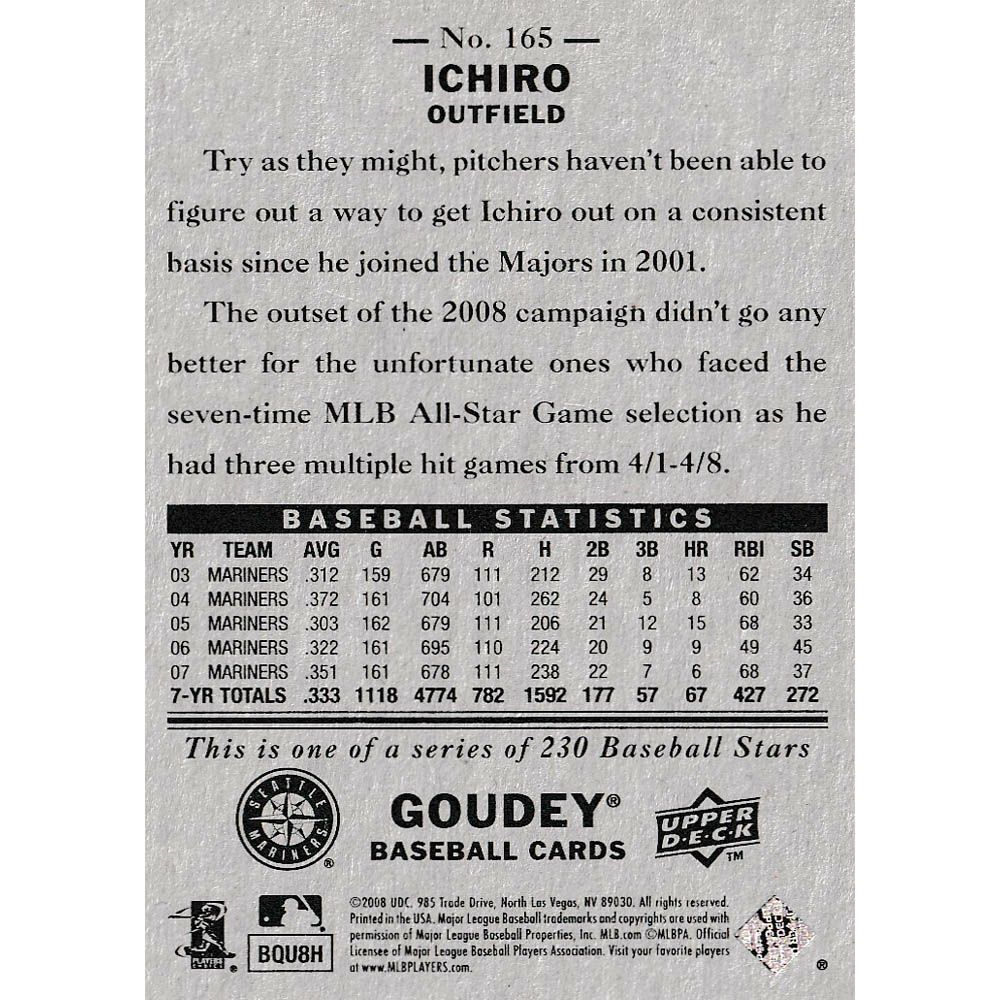 — No. 165 —
ICHIRO
OUTFIELD
Try as they might, pitchers haven't been able to
figure out a way to get Ichiro out on a consistent
basis since he joined the Majors in 2001.
The outset of the 2008 campaign didn't go any
better for the unfortunate ones who faced the
seven-time MLB All-Star Game selection as he
had three multiple hit games from 4/1-4/8.
BASEBALL STATISTICS
YR TEAM AVG G AB R H 2B 3B HR RBI SB
03 MARINERS .312 159 679 111 212 29 8 13 62 34
04 MARINERS .372 161 704 101 262 24 5 8 60 36
05 MARINERS .303 162 679 111 206 21 12 15 68 33
06 MARINERS .322 161 695 110 224 20 9 9 49 45
07 MARINERS .351 161 678 111 238 22 7 6 68 37
7-YR TOTALS .333 1118 4774 782 1592 177 57 67 427 272
This is one of a series of 230 Baseball Stars
SEATTLE
MARINERS
®
GOUDEY®
BASEBALL CARDS
UPPER
D·E·C·K
TM
PLAYERS
CHOICE
®
BQU8H
©2008 UDC. 985 Trade Drive, North Las Vegas, NV 89030. All rights reserved.
Printed in the USA. Major League Baseball trademarks and copyrights are used with
permission of Major League Baseball Properties, Inc. MLB.com ©MLBPA. Official
Licensee of Major League Baseball Players Association. Visit your favorite players
at www.MLBPLAYERS.com.
®